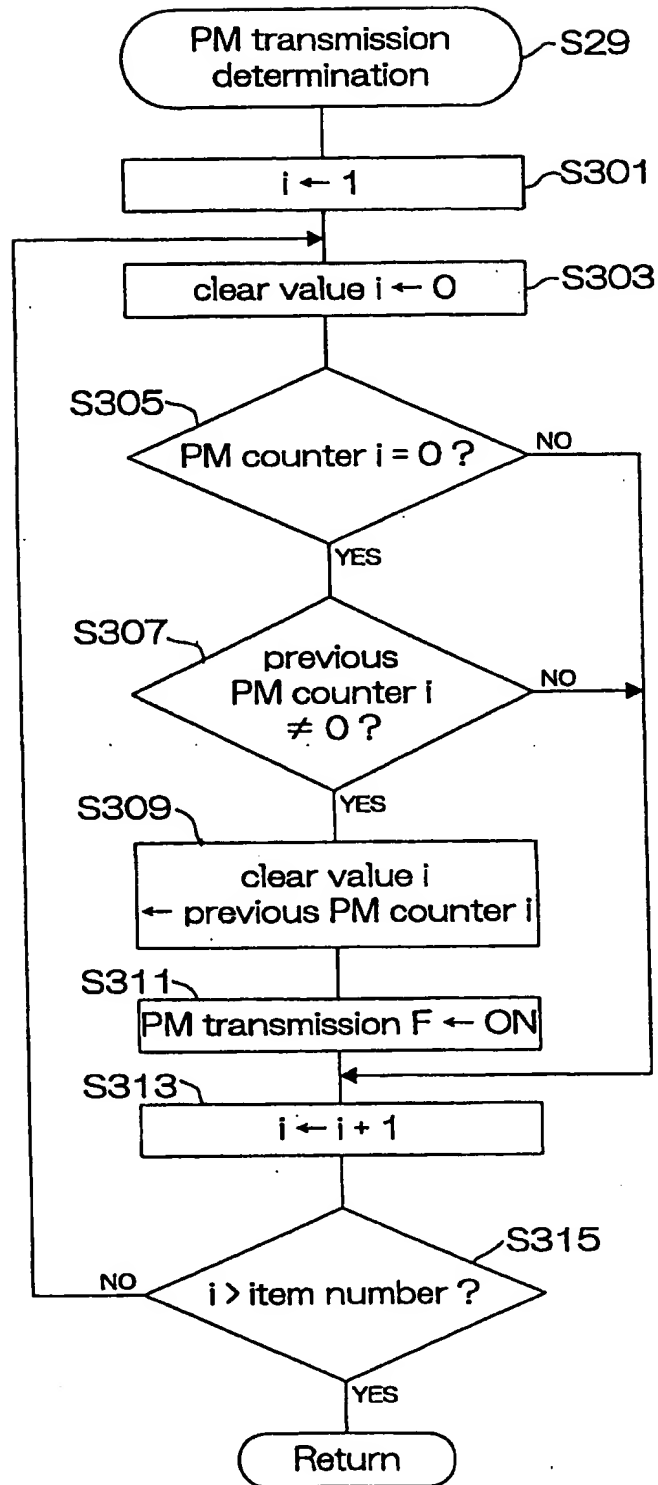 PM transmission
determination
S29
i ← 1
S301
clear value i ← 0
S303
S305
PM counter i = 0 ?
NO
YES
S307
previous
PM counter i
≠ 0 ?
NO
YES
S309
clear value i
← previous PM counter i
S311
PM transmission F ← ON
S313
i ← i + 1
S315
i > item number ?
NO
YES
Return